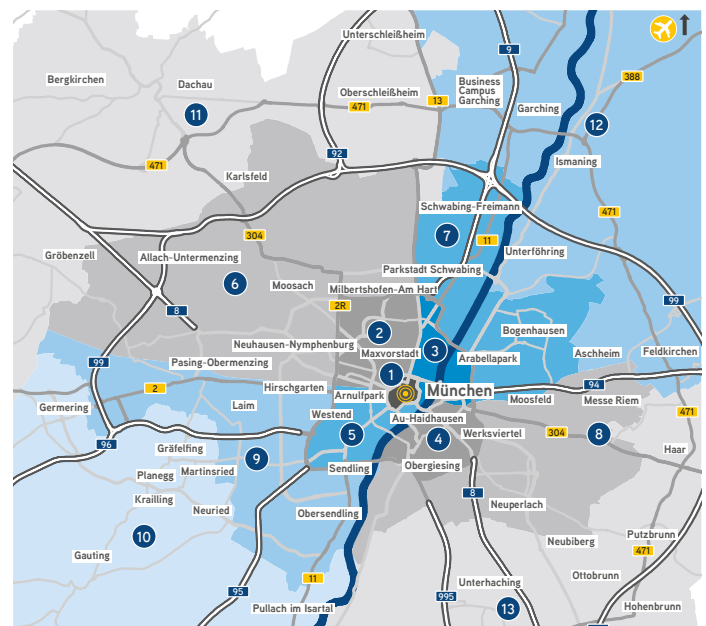 Unterschleißheim
9
Bergkirchen
Dachau
Oberschleißheim
Business
Campus
Garching
388
13
471
Garching
11
12
92
471
Ismaning
Karlsfeld
Schwabing-Freimann
471
7
304
11
Gröbenzell
Allach-Untermenzing
Unterföhring
6
Parkstadt Schwabing
Moosach
Milbertshofen-Am Hart
99
2R
8
2
Bogenhausen
Neuhausen-Nymphenburg
3
Maxvorstadt
Arabellapark
Aschheim
Feldkirchen
99
Pasing-Obermenzing
1
2
Hirschgarten
München
94
Arnulfpark
Moosfeld
Messe Riem
Germering
Laim
Westend
Au-Haidhausen
471
5
4
Werksviertel
304
8
96
Gräfelfing
9
Haar
Planegg
Martinsried
Sendling
Obergiesing
Krailling
8
Neuried
Obersendling
Neuperlach
10
Neubiberg
Putzbrunn
Gauting
471
11
Ottobrunn
95
995
Unterhaching
Pullach im Isartal
13
Hohenbrunn